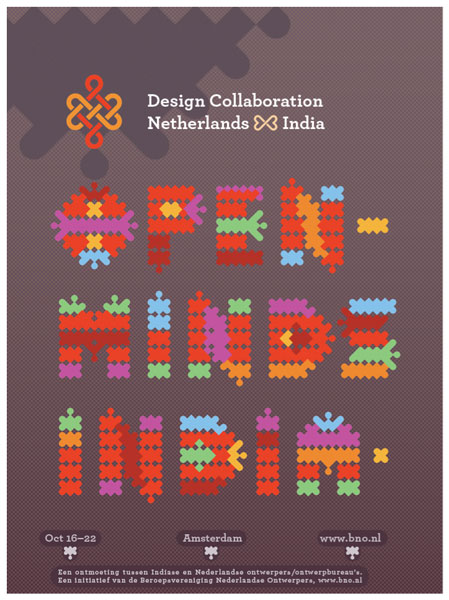 Design Collaboration
Netherlands India
OPEN-
MINDS
INDIA-
Oct 16–22
Amsterdam
www.bno.nl
Een ontmoeting tussen Indiase en Nederlandse ontwerpers/ontwerpbureau's.
Een initiatief van de Beroepsvereniging Nederlandse Ontwerpers, www.bno.nl